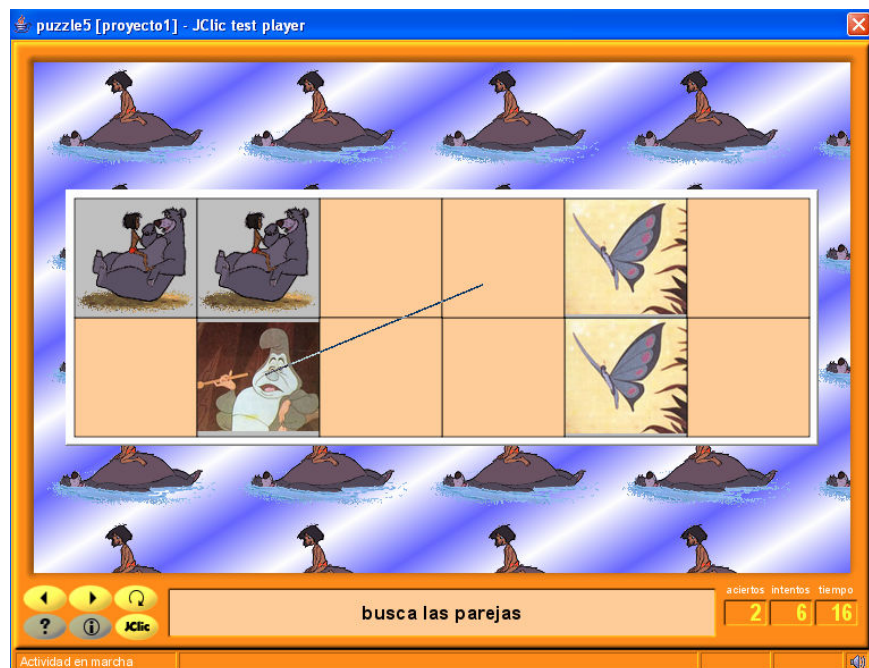 puzzle5 [proyecto1] - JClic test player
aciertos intentos tiempo
2 6 16
busca las parejas
? i JClic
Actividad en marcha